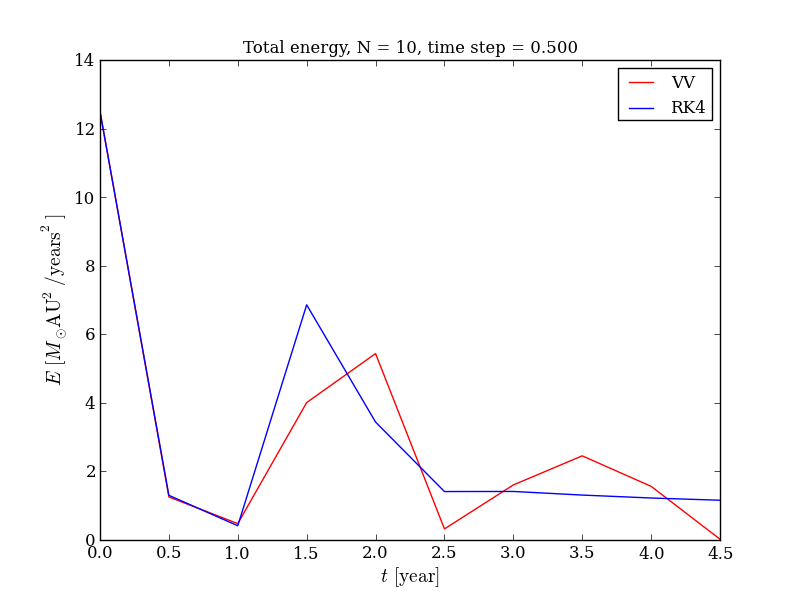 Total energy, N = 10, time step = 0.500
VV
RK4
14
12
10
8
6
4
2
0
E [M⊙AU² /years² ]
0.0 0.5 1.0 1.5 2.0 2.5 3.0 3.5 4.0 4.5
t [year]